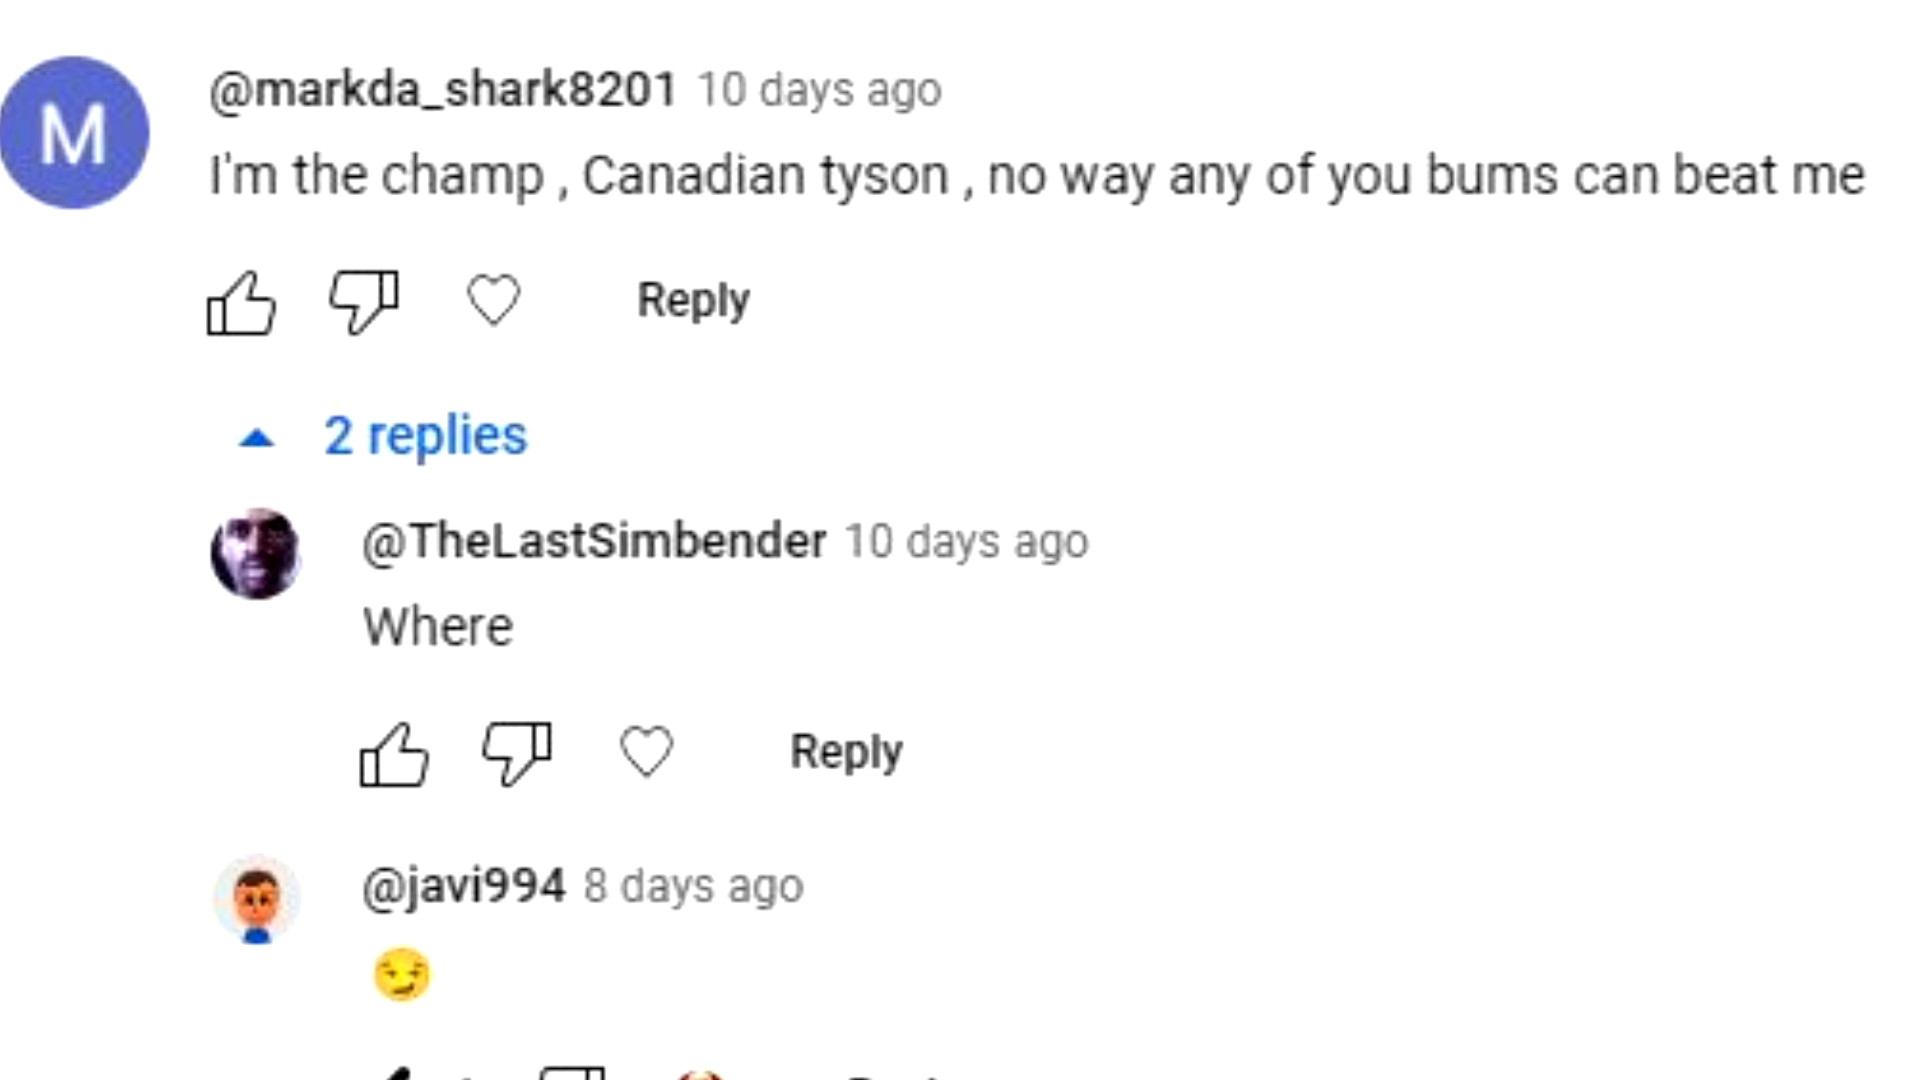 M
@markda_shark8201 10 days ago
I'm the champ , Canadian tyson , no way any of you bums can beat me
Reply
2 replies
@TheLastSimbender 10 days ago
Where
Reply
@javi994 8 days ago
😏